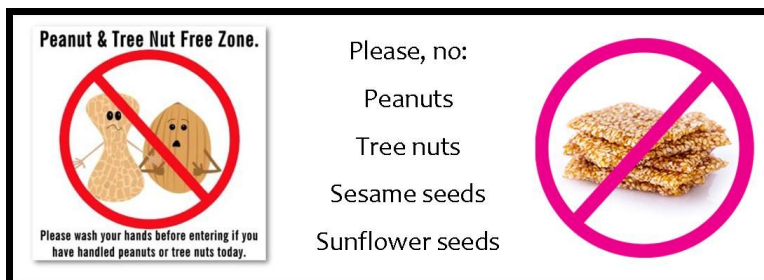 Peanut & Tree Nut Free Zone.
Please wash your hands before entering if you
have handled peanuts or tree nuts today.
Please, no:
Peanuts
Tree nuts
Sesame seeds
Sunflower seeds